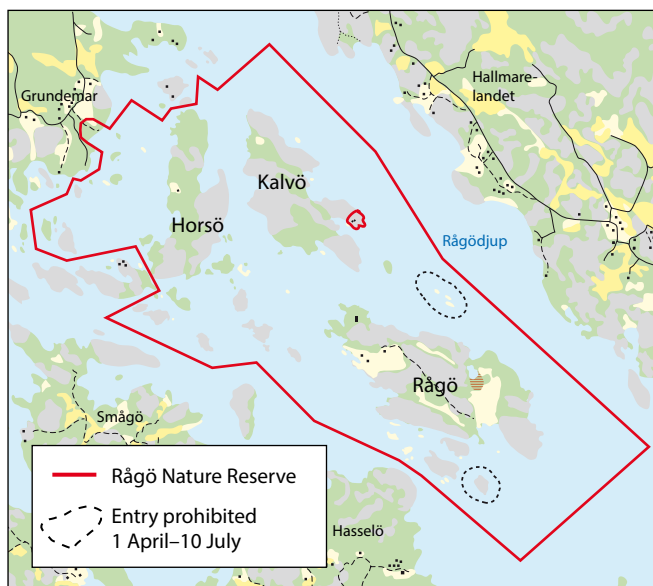 Grundemar
Hallmare-
landet
Kalvö
Horsö
Rågödjup
Rågö
Smågö
Rågö Nature Reserve
Entry prohibited
1 April–10 July
Hasselö